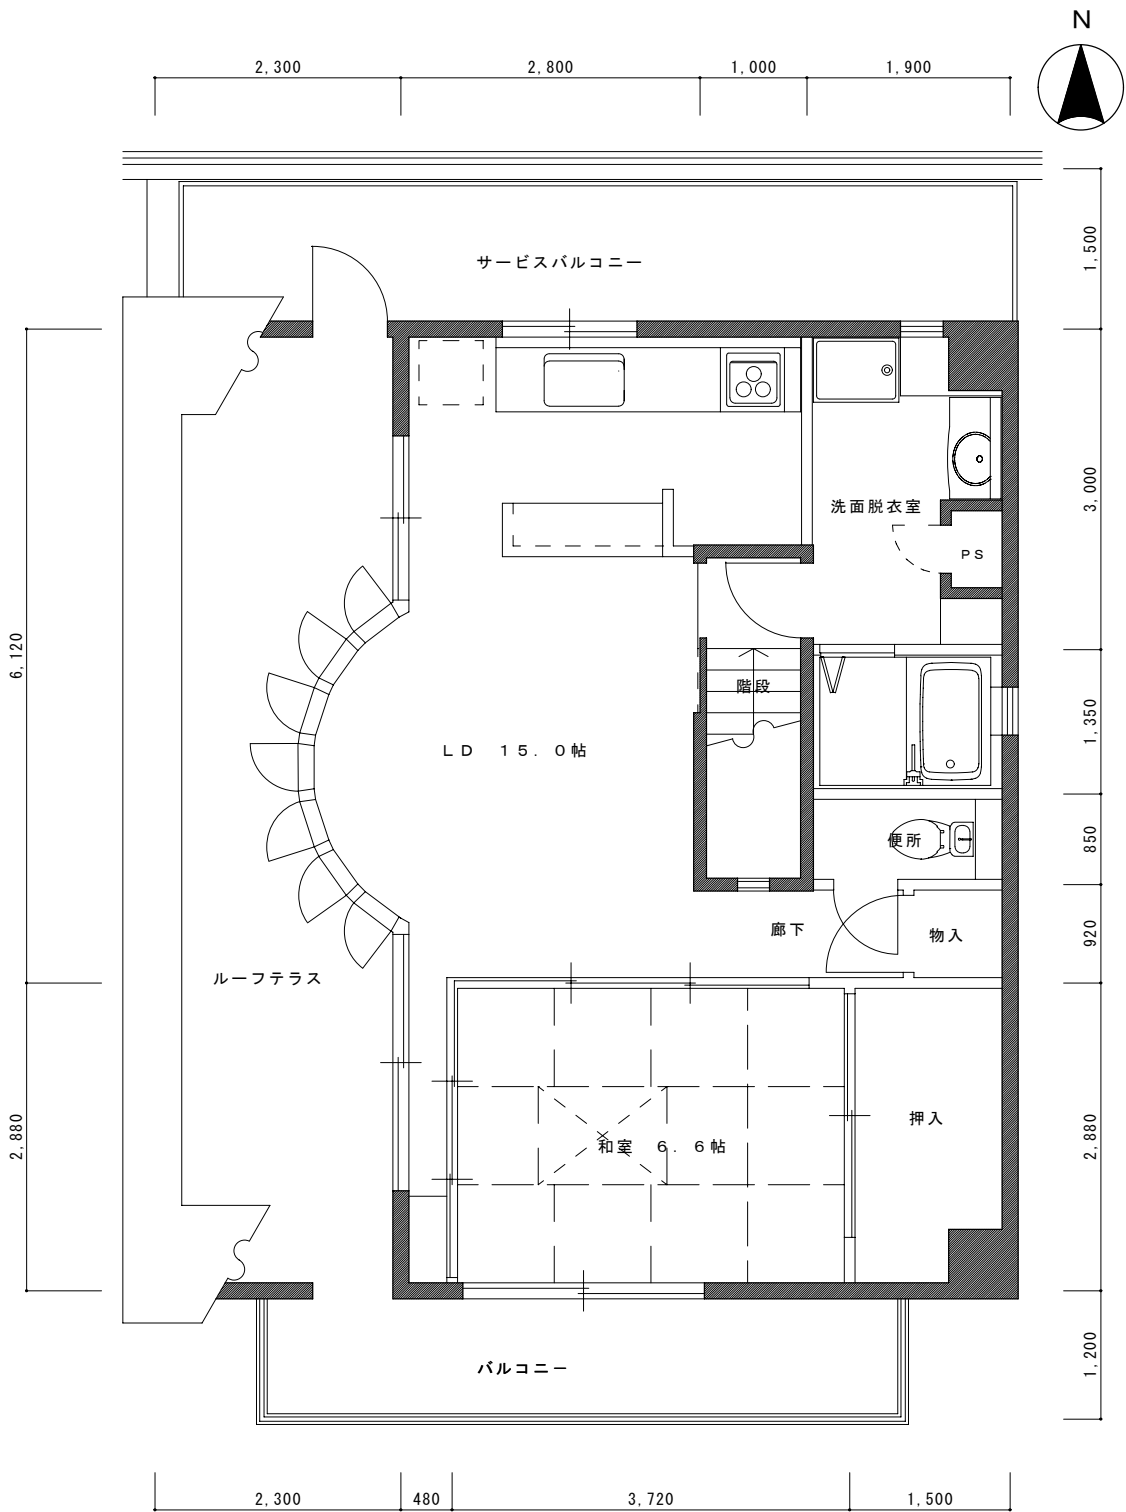 N
2,300
2,800
1,000
1,900
1,500
サービスバルコニー
3,000
洗面脱衣室
PS
6,120
階段
1,350
LD 15.0帖
便所
850
廊下
物入
920
ルーフテラス
2,880
和室 6.6帖
押入
2,880
バルコニー
1,200
2,300
480
3,720
1,500